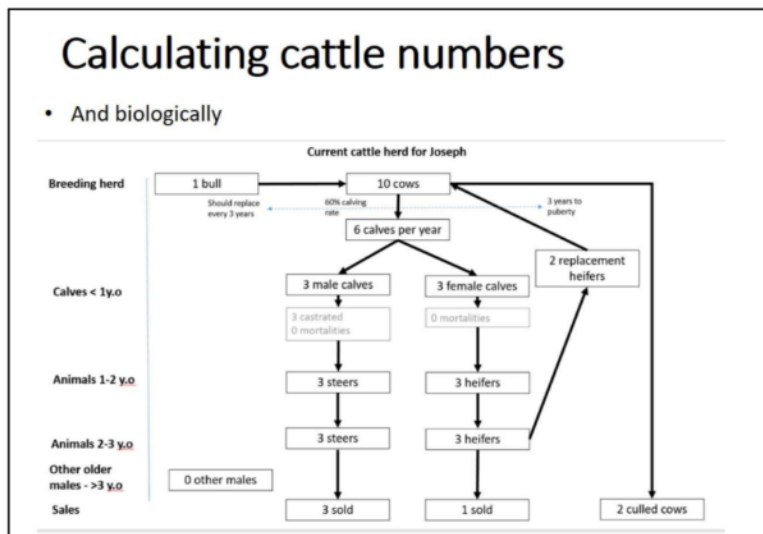 Calculating cattle numbers
• And biologically
Current cattle herd for Joseph
Breeding herd
1 bull
10 cows
Should replace
every 3 years
60% calving
rate
3 years to
puberty
6 calves per year
2 replacement
heifers
Calves < 1y.o
3 male calves
3 female calves
3 castrated
0 mortalities
0 mortalities
Animals 1-2 y.o
3 steers
3 heifers
Animals 2-3 y.o
3 steers
3 heifers
Other older
males - >3 y.o
0 other males
Sales
3 sold
1 sold
2 culled cows